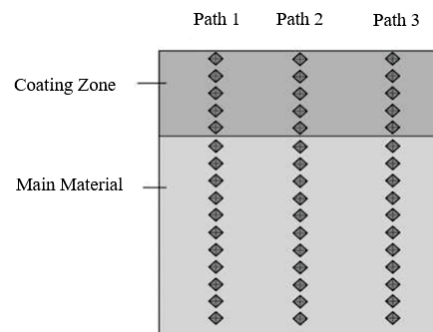 Path 1 Path 2 Path 3
Coating Zone
Main Material